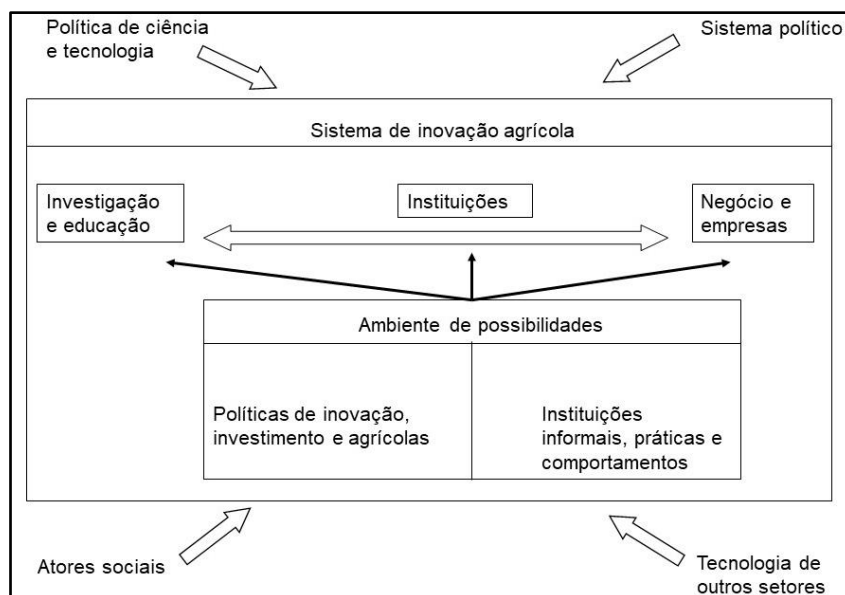 Política de ciência
e tecnologia
Sistema político
Sistema de inovação agrícola
Investigação
e educação
Instituições
Negócio e
empresas
Ambiente de possibilidades
Políticas de inovação,
investimento e agrícolas
Instituições
informais, práticas e
comportamentos
Atores sociais
Tecnologia de
outros setores